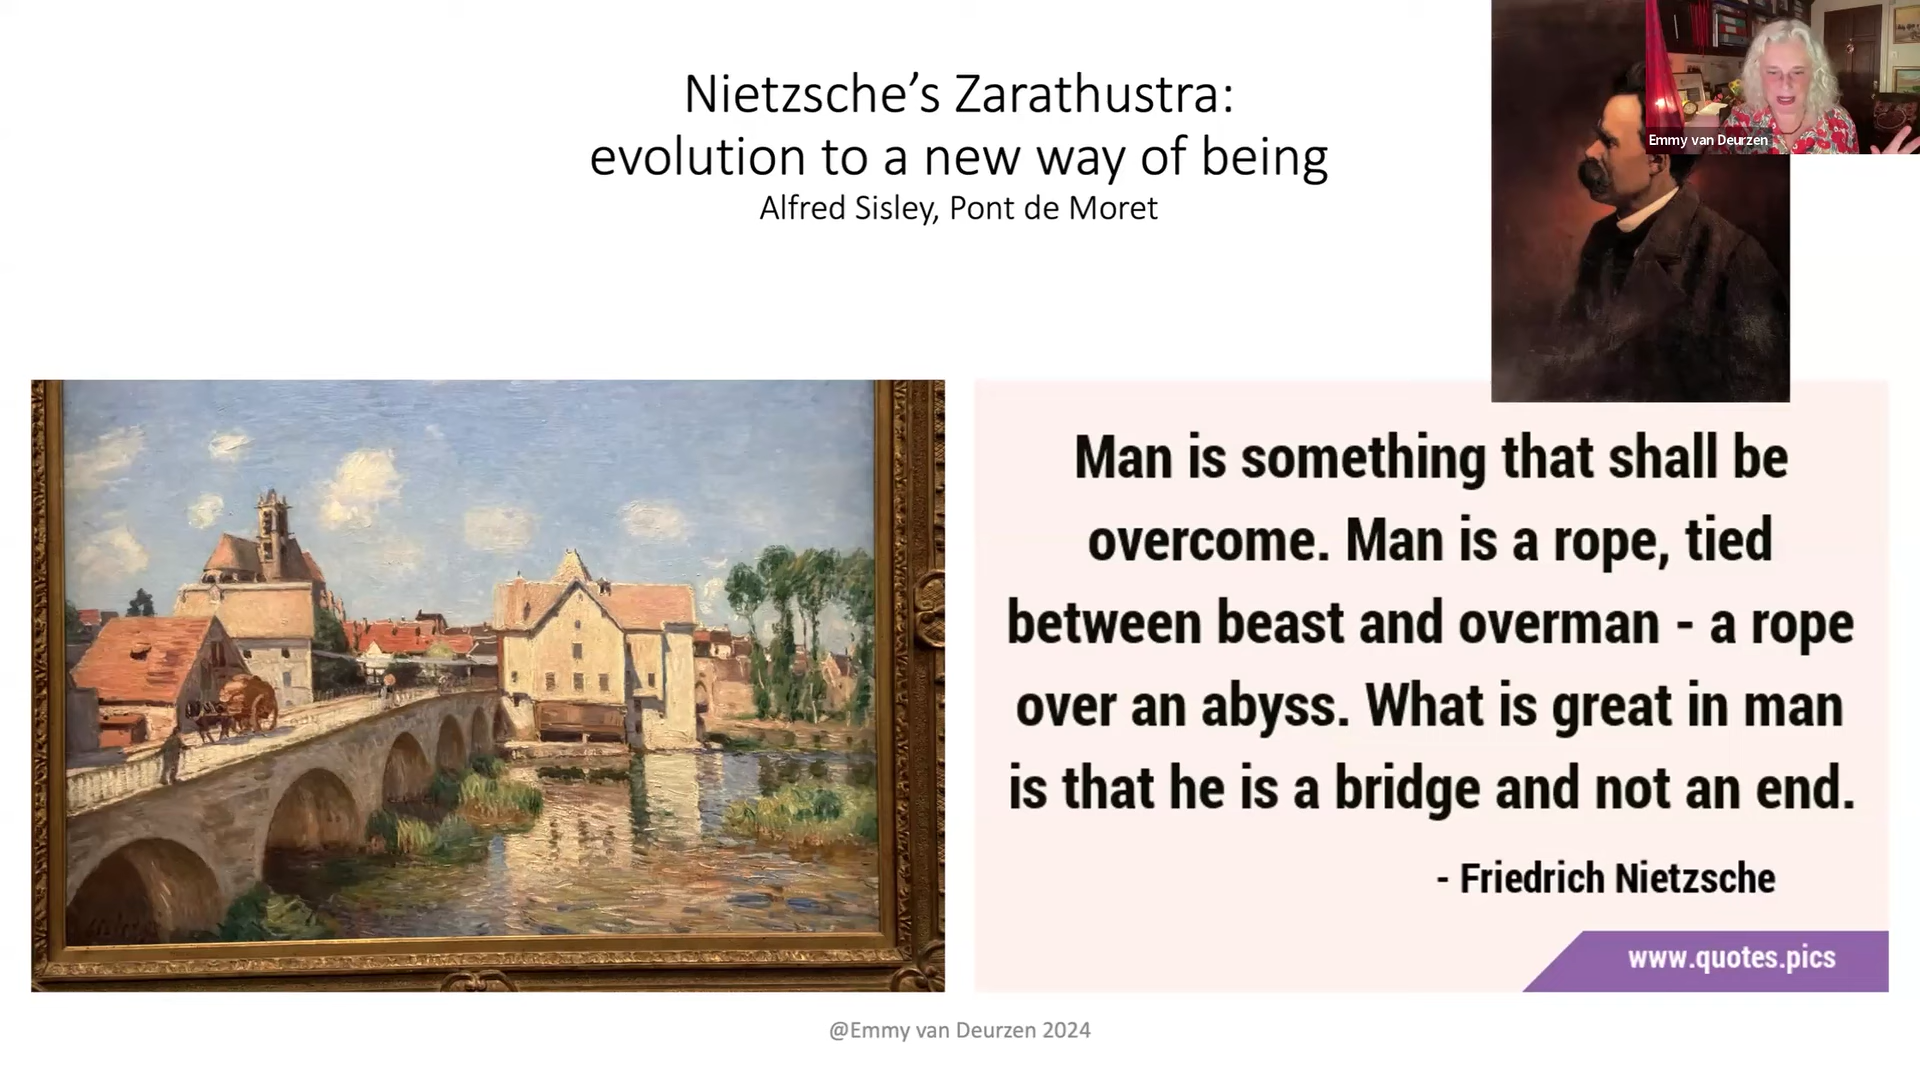 Nietzsche’s Zarathustra:
evolution to a new way of being
Alfred Sisley, Pont de Moret
Emmy van Deurzen
Man is something that shall be
overcome. Man is a rope, tied
between beast and overman - a rope
over an abyss. What is great in man
is that he is a bridge and not an end.
- Friedrich Nietzsche
www.quotes.pics
@Emmy van Deurzen 2024